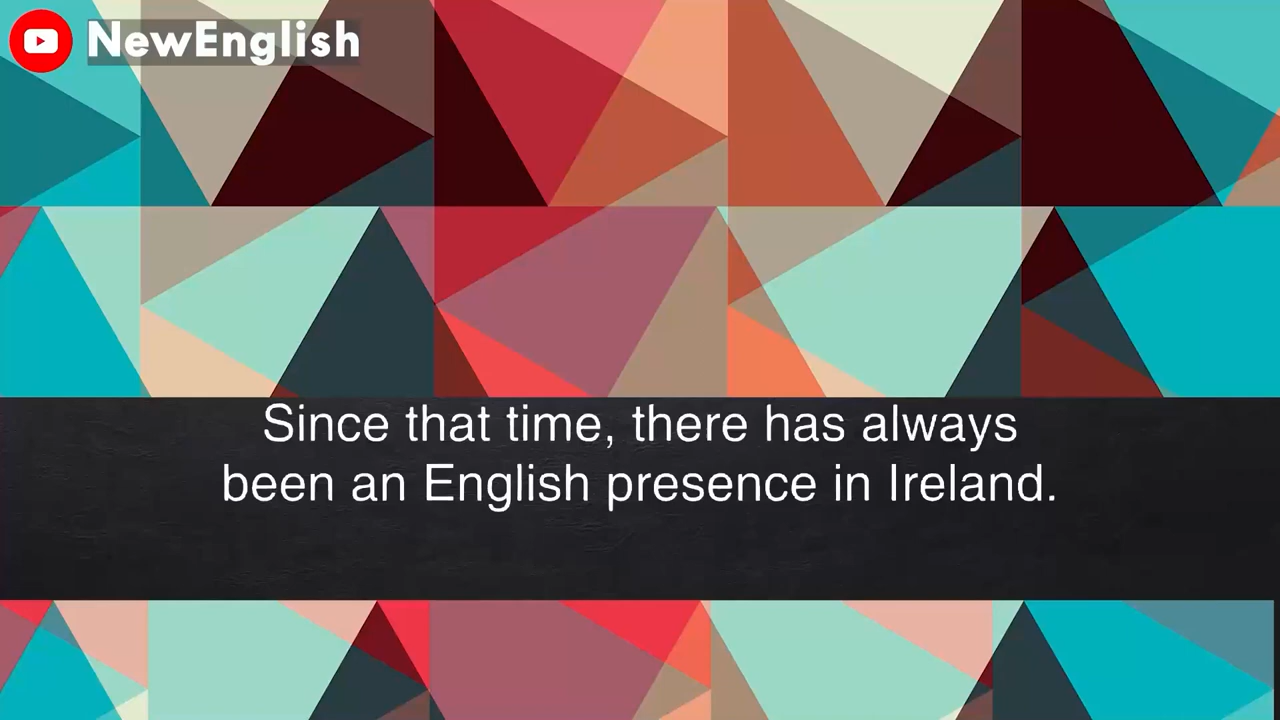 NewEnglish
Since that time, there has always
been an English presence in Ireland.